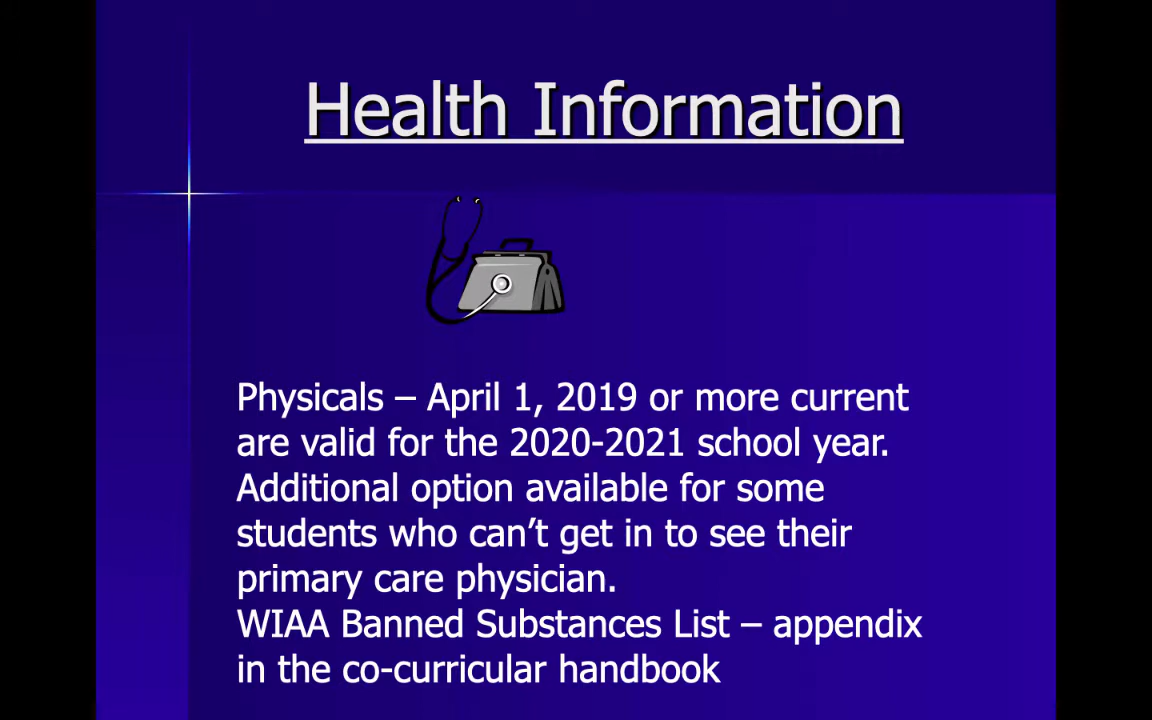 Health Information
Physicals – April 1, 2019 or more current
are valid for the 2020-2021 school year.
Additional option available for some
students who can’t get in to see their
primary care physician.
WIAA Banned Substances List – appendix
in the co-curricular handbook